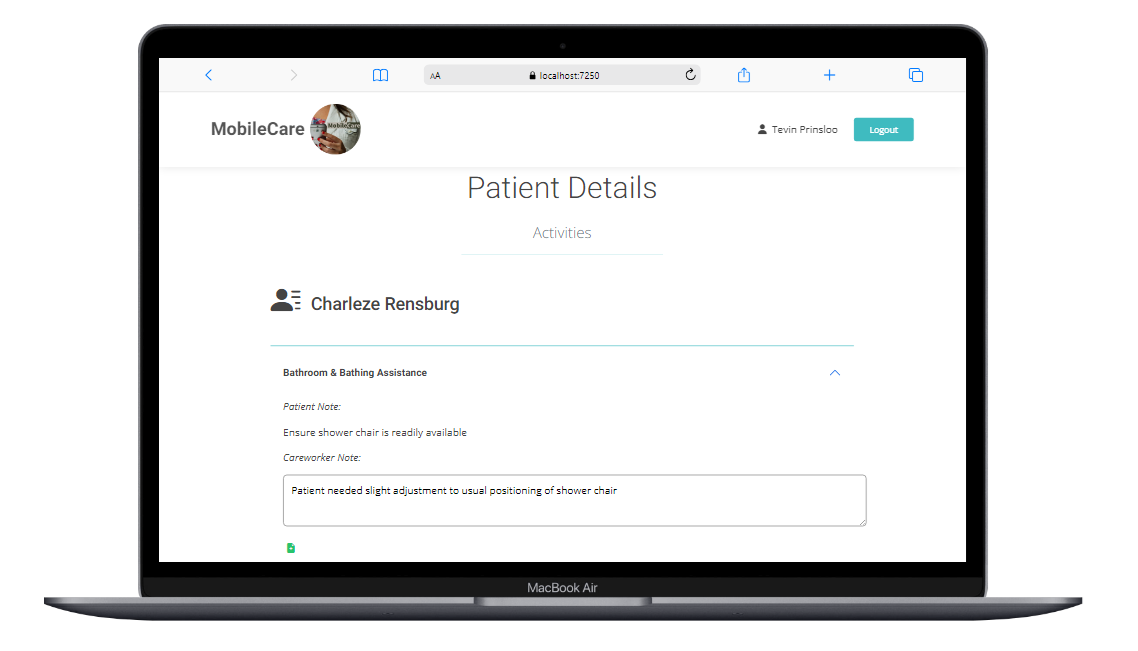 AA
localhost:7250
MobileCare
MobileCare
Tevin Prinsloo
Logout
Patient Details
Activities
Charleze Rensburg
Bathroom & Bathing Assistance
Patient Note:
Ensure shower chair is readily available
Careworker Note:
Patient needed slight adjustment to usual positioning of shower chair
MacBook Air